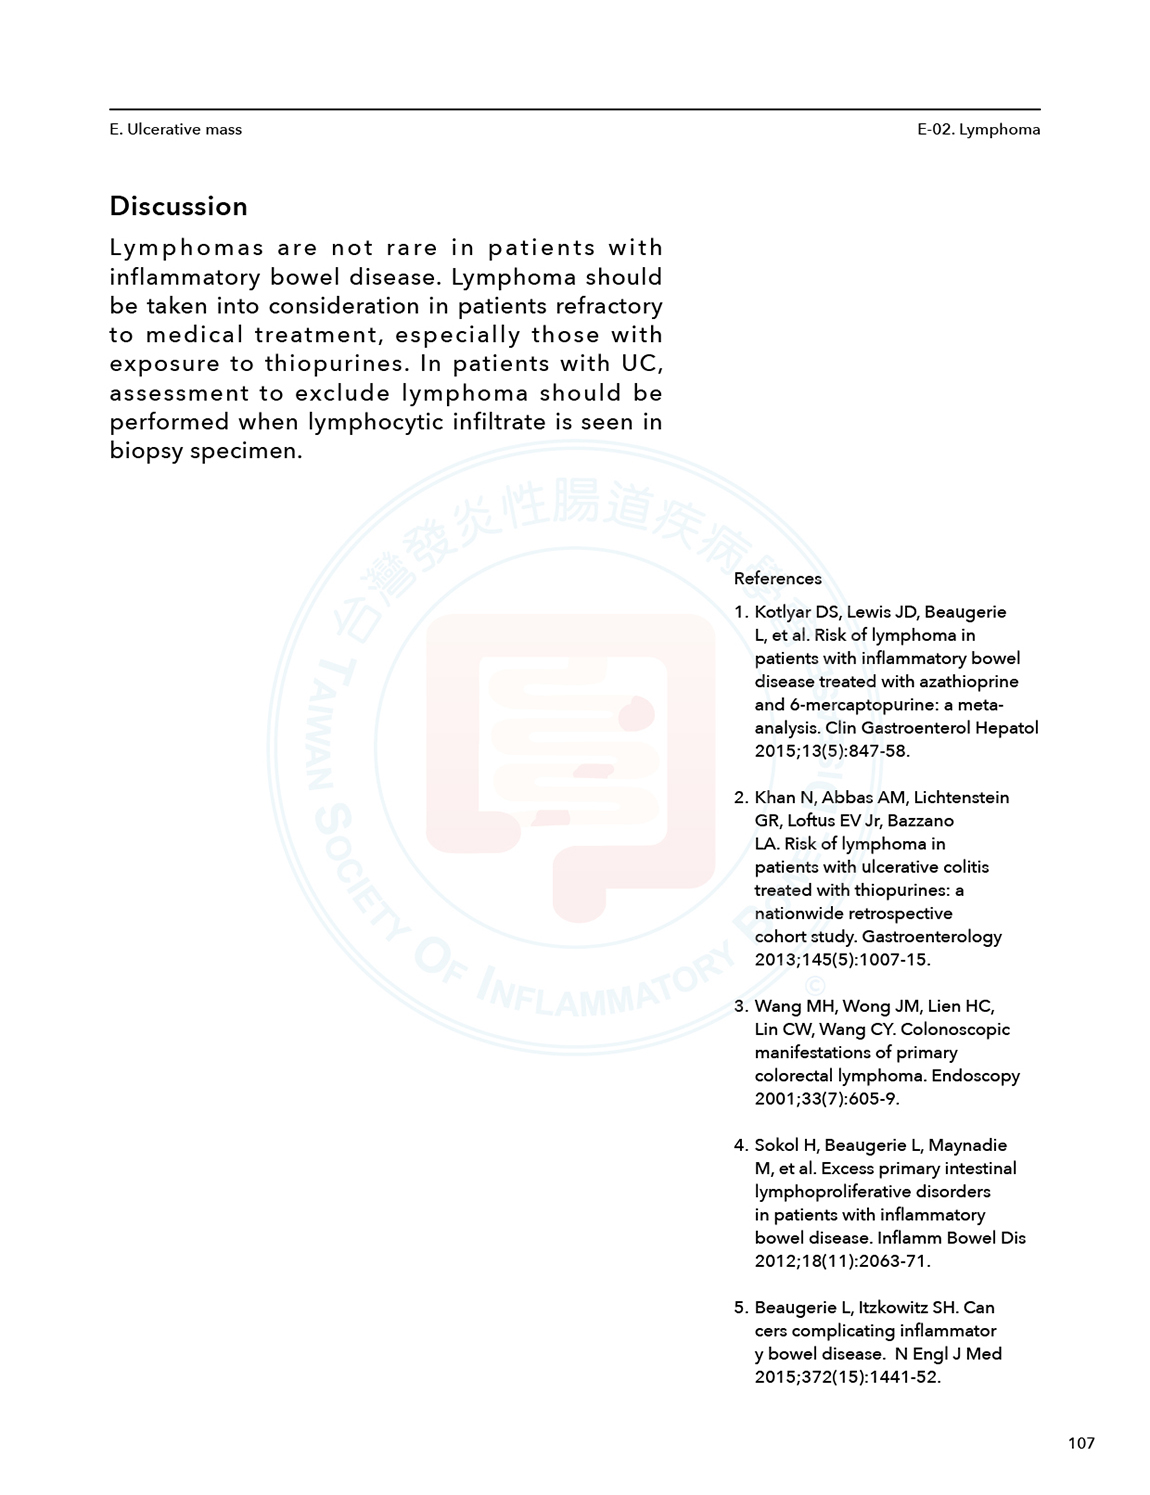 E. Ulcerative mass
E-02. Lymphoma
Discussion
Lymphomas are not rare in patients with
inflammatory bowel disease. Lymphoma should
be taken into consideration in patients refractory
to medical treatment, especially those with
exposure to thiopurines. In patients with UC,
assessment to exclude lymphoma should be
performed when lymphocytic infiltrate is seen in
biopsy specimen.
台灣發炎性腸道疾病學會
TAIWAN SOCIETY OF INFLAMMATORY BOWEL
©
References
1. Kotlyar DS, Lewis JD, Beaugerie
L, et al. Risk of lymphoma in
patients with inflammatory bowel
disease treated with azathioprine
and 6-mercaptopurine: a meta-
analysis. Clin Gastroenterol Hepatol
2015;13(5):847-58.
2. Khan N, Abbas AM, Lichtenstein
GR, Loftus EV Jr, Bazzano
LA. Risk of lymphoma in
patients with ulcerative colitis
treated with thiopurines: a
nationwide retrospective
cohort study. Gastroenterology
2013;145(5):1007-15.
3. Wang MH, Wong JM, Lien HC,
Lin CW, Wang CY. Colonoscopic
manifestations of primary
colorectal lymphoma. Endoscopy
2001;33(7):605-9.
4. Sokol H, Beaugerie L, Maynadie
M, et al. Excess primary intestinal
lymphoproliferative disorders
in patients with inflammatory
bowel disease. Inflamm Bowel Dis
2012;18(11):2063-71.
5. Beaugerie L, Itzkowitz SH. Can
cers complicating inflammator
y bowel disease. N Engl J Med
2015;372(15):1441-52.
107